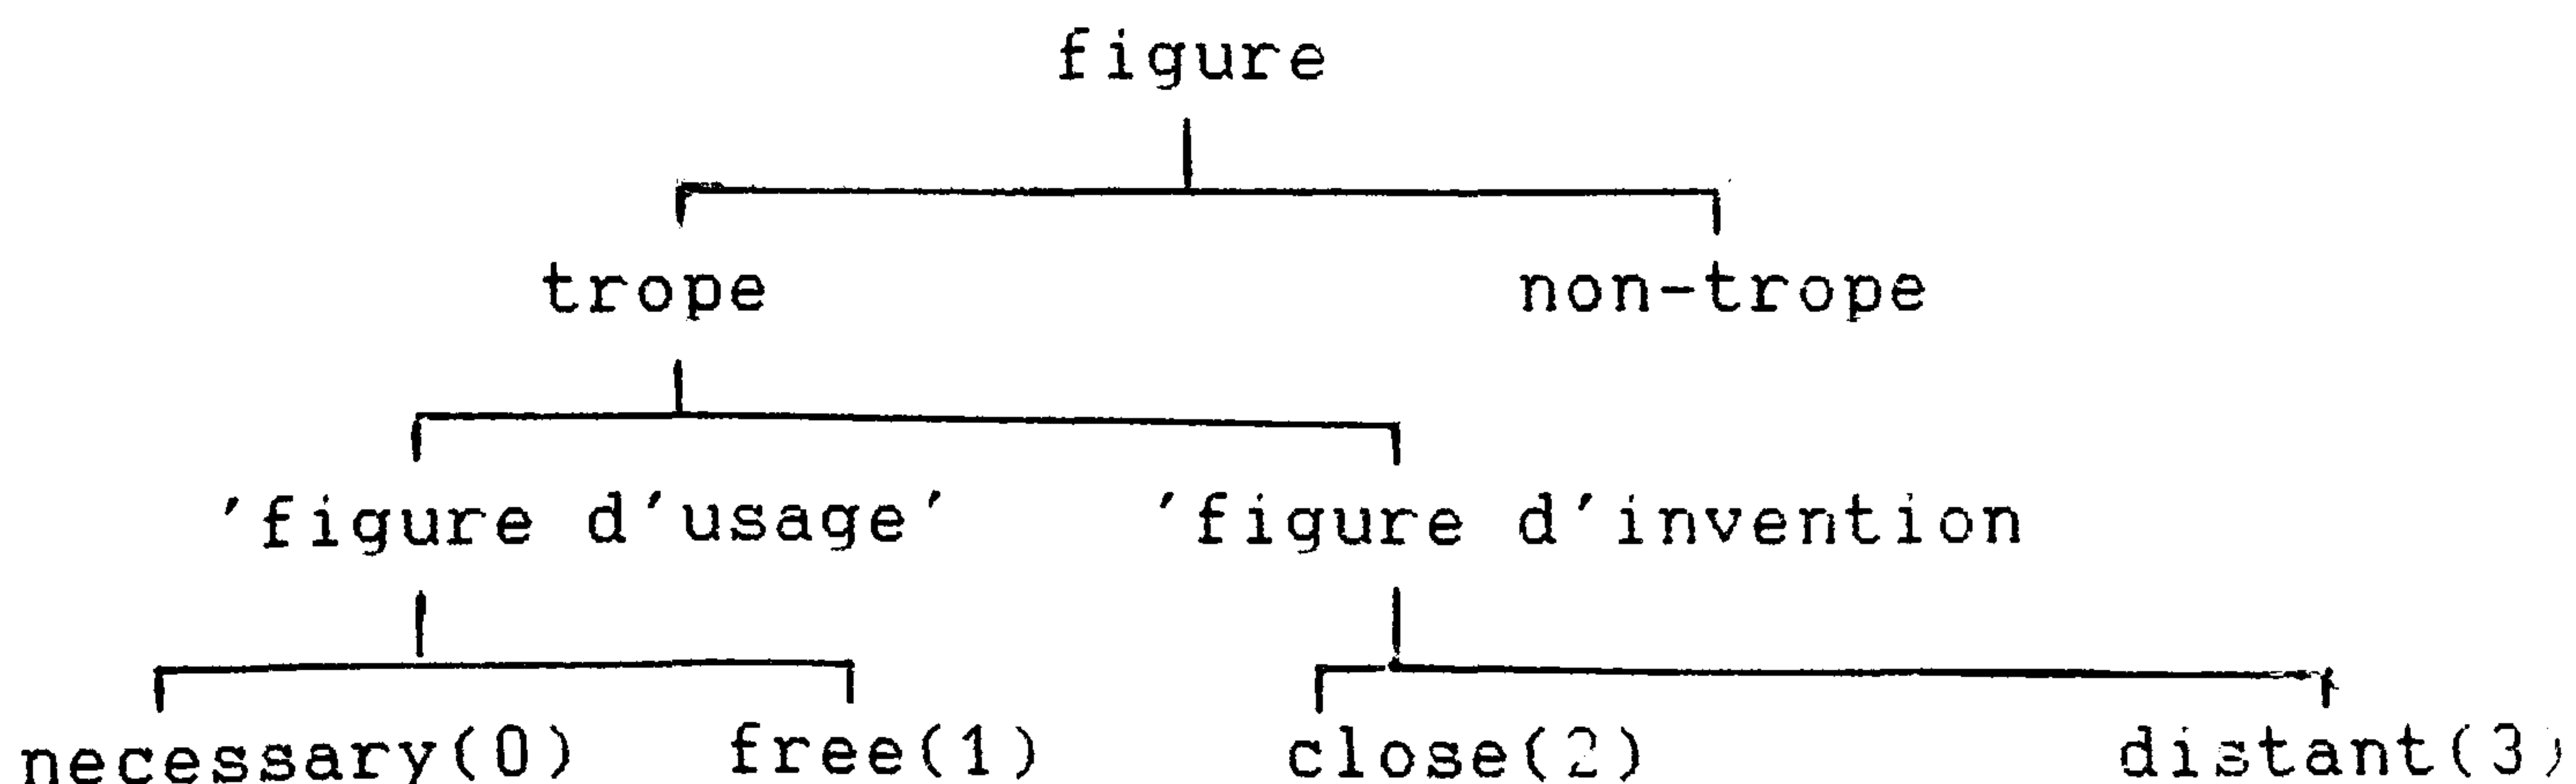 figure
trope non-trope
'figure d'usage' 'figure d'invention
necessary(0) free(1) close(2) distant(3)